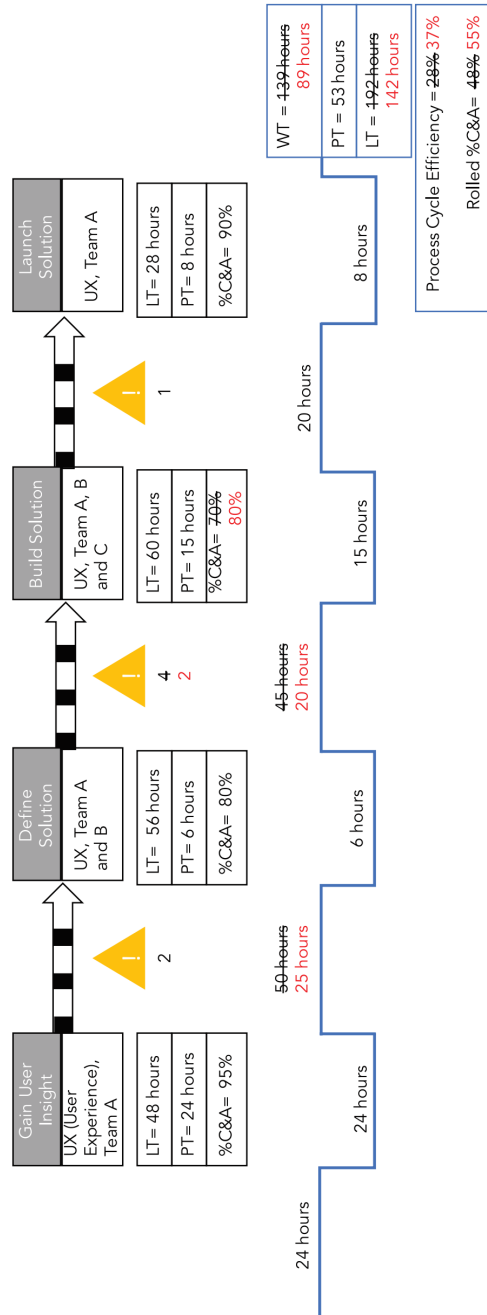 Gain User
Insight
UX (User
Experience),
Team A
LT= 48 hours
PT= 24 hours
%C&A= 95%
!
2
Define
Solution
UX, Team A
and B
LT= 56 hours
PT= 6 hours
%C&A= 80%
!
4
2
Build Solution
UX, Team A, B
and C
LT= 60 hours
PT= 15 hours
%C&A= 70%
80%
!
1
Launch
Solution
UX, Team A
LT= 28 hours
PT= 8 hours
%C&A= 90%
24 hours
24 hours
50 hours
25 hours
6 hours
45 hours
20 hours
15 hours
20 hours
8 hours
WT = 139 hours
89 hours
PT = 53 hours
LT = 192 hours
142 hours
Process Cycle Efficiency = 28% 37%
Rolled %C&A= 48% 55%